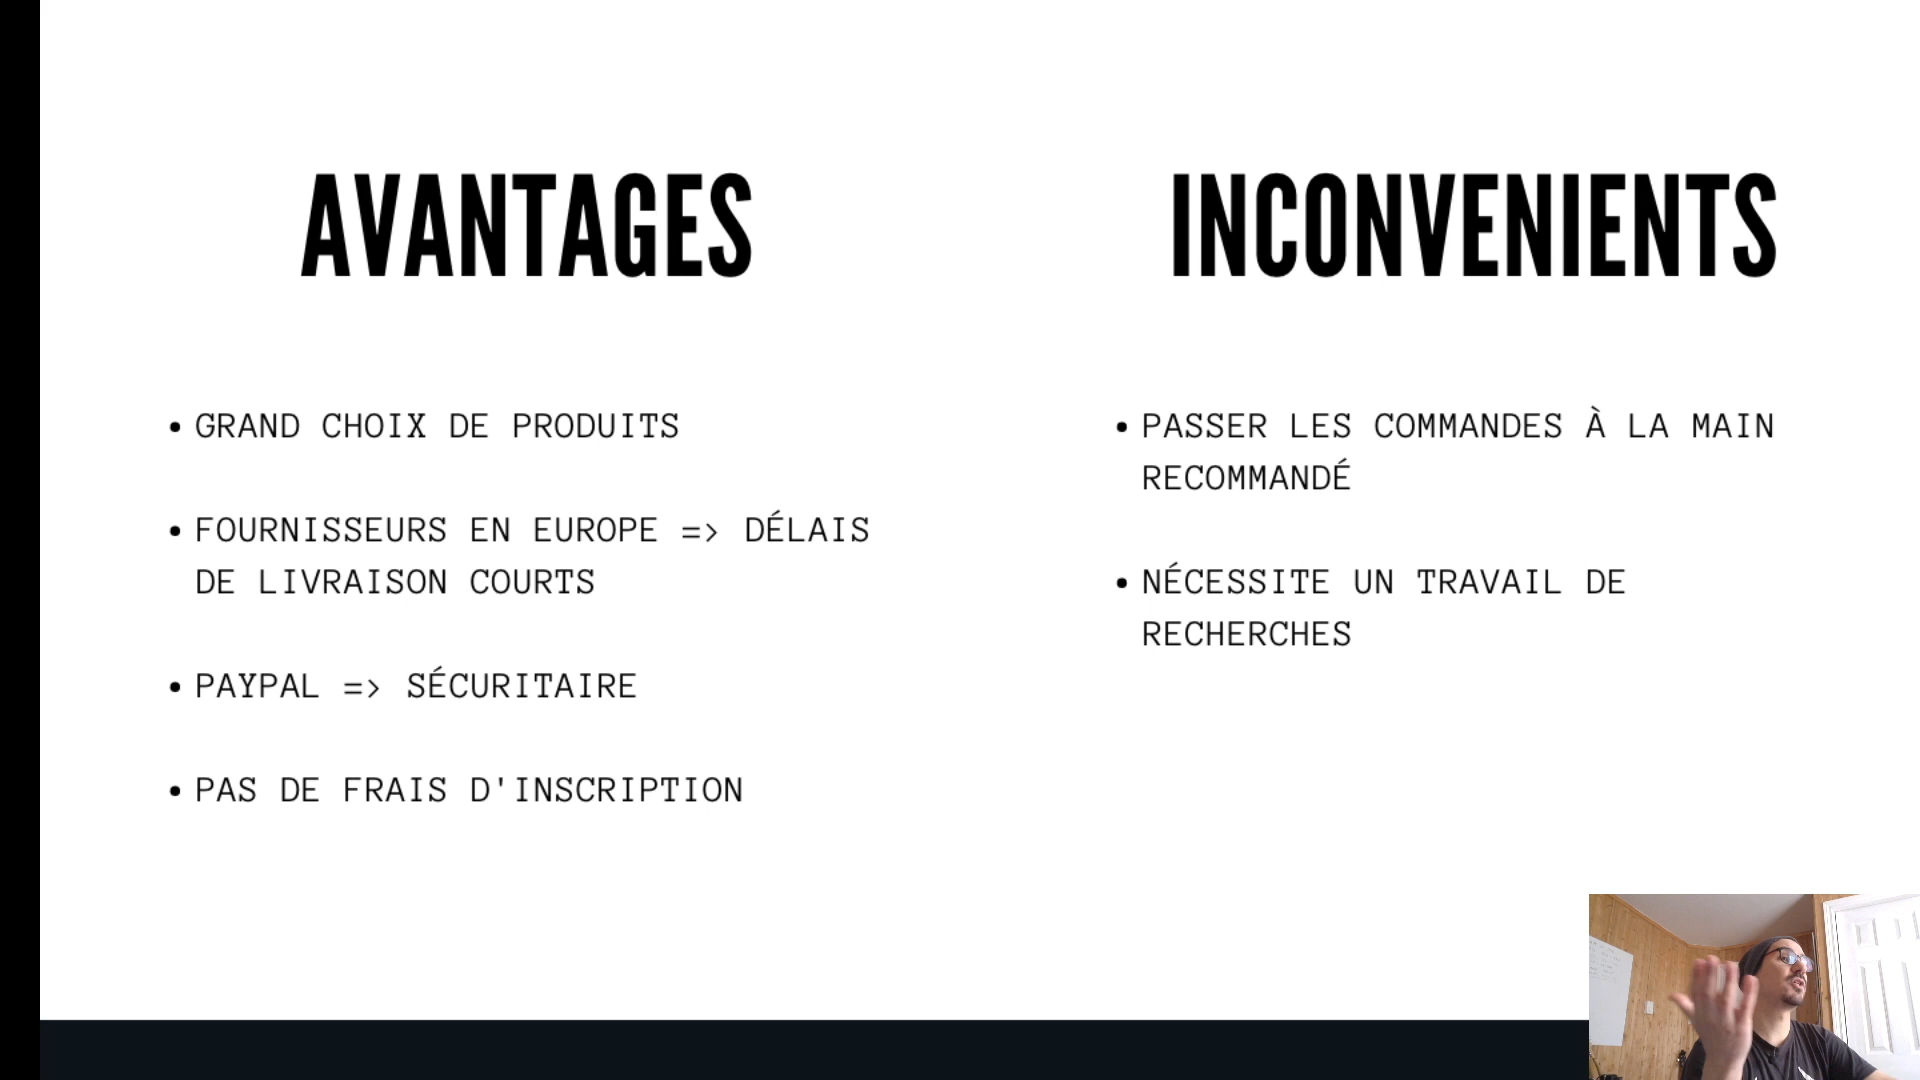 AVANTAGES
• GRAND CHOIX DE PRODUITS
• FOURNISSEURS EN EUROPE => DÉLAIS
DE LIVRAISON COURTS
• PAYPAL => SÉCURITAIRE
• PAS DE FRAIS D'INSCRIPTION
INCONVENIENTS
• PASSER LES COMMANDES À LA MAIN
RECOMMANDÉ
• NÉCESSITE UN TRAVAIL DE
RECHERCHES